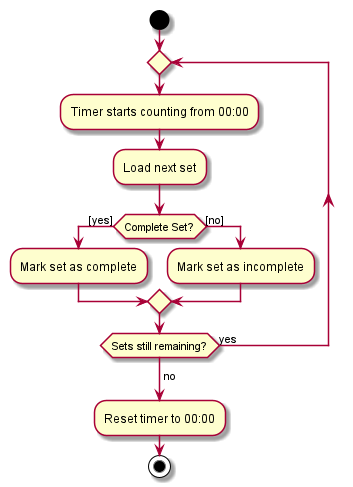 Timer starts counting from 00:00
Load next set
[yes]
Complete Set?
[no]
Mark set as complete
Mark set as incomplete
Sets still remaining?
yes
no
Reset timer to 00:00